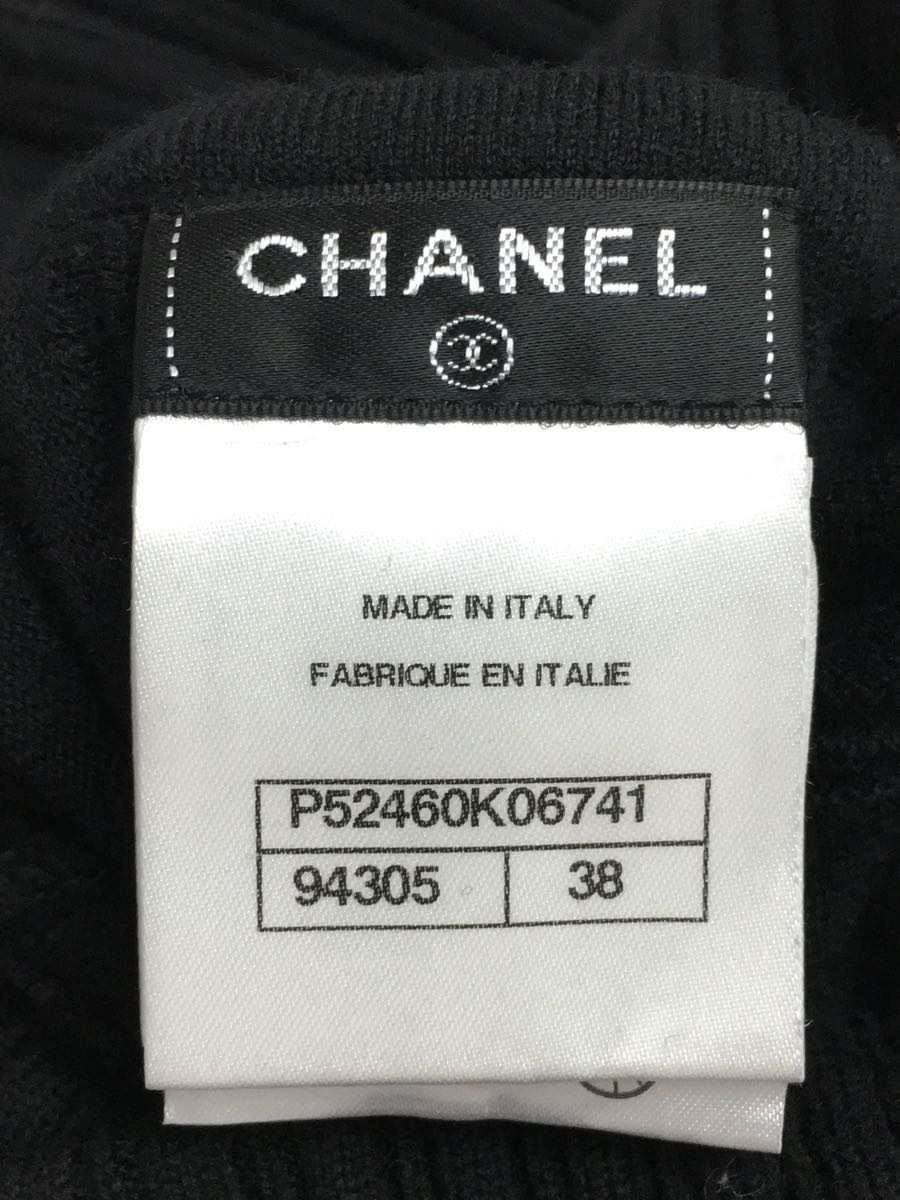 CHANEL
MADE IN ITALY
FABRIQUE EN ITALIE
P52460K06741
94305 38